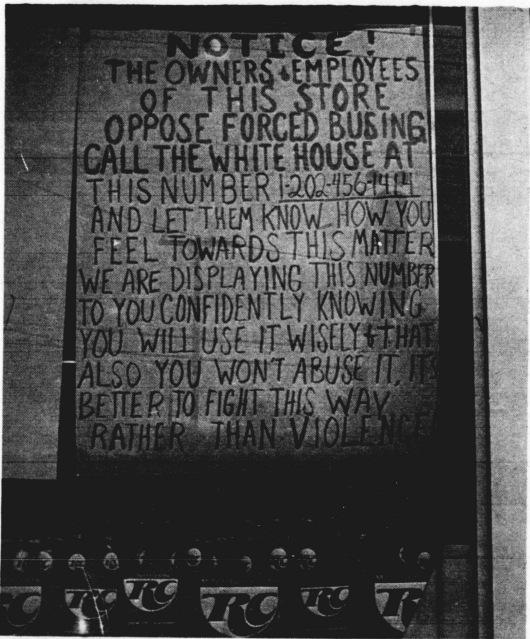 NOTICE!
THE OWNERS & EMPLOYEES
OF THIS STORE
OPPOSE FORCED BUSING
CALL THE WHITE HOUSE AT
THIS NUMBER 1-202-456-1414
AND LET THEM KNOW HOW YOU
FEEL TOWARDS THIS MATTER
WE ARE DISPLAYING THIS NUMBER
TO YOU CONFIDENTLY KNOWING
YOU WILL USE IT WISELY & THAT
ALSO YOU WON'T ABUSE IT, IT'S
BETTER TO FIGHT THIS WAY
RATHER THAN VIOLENCE
RC RC RC RC RC R